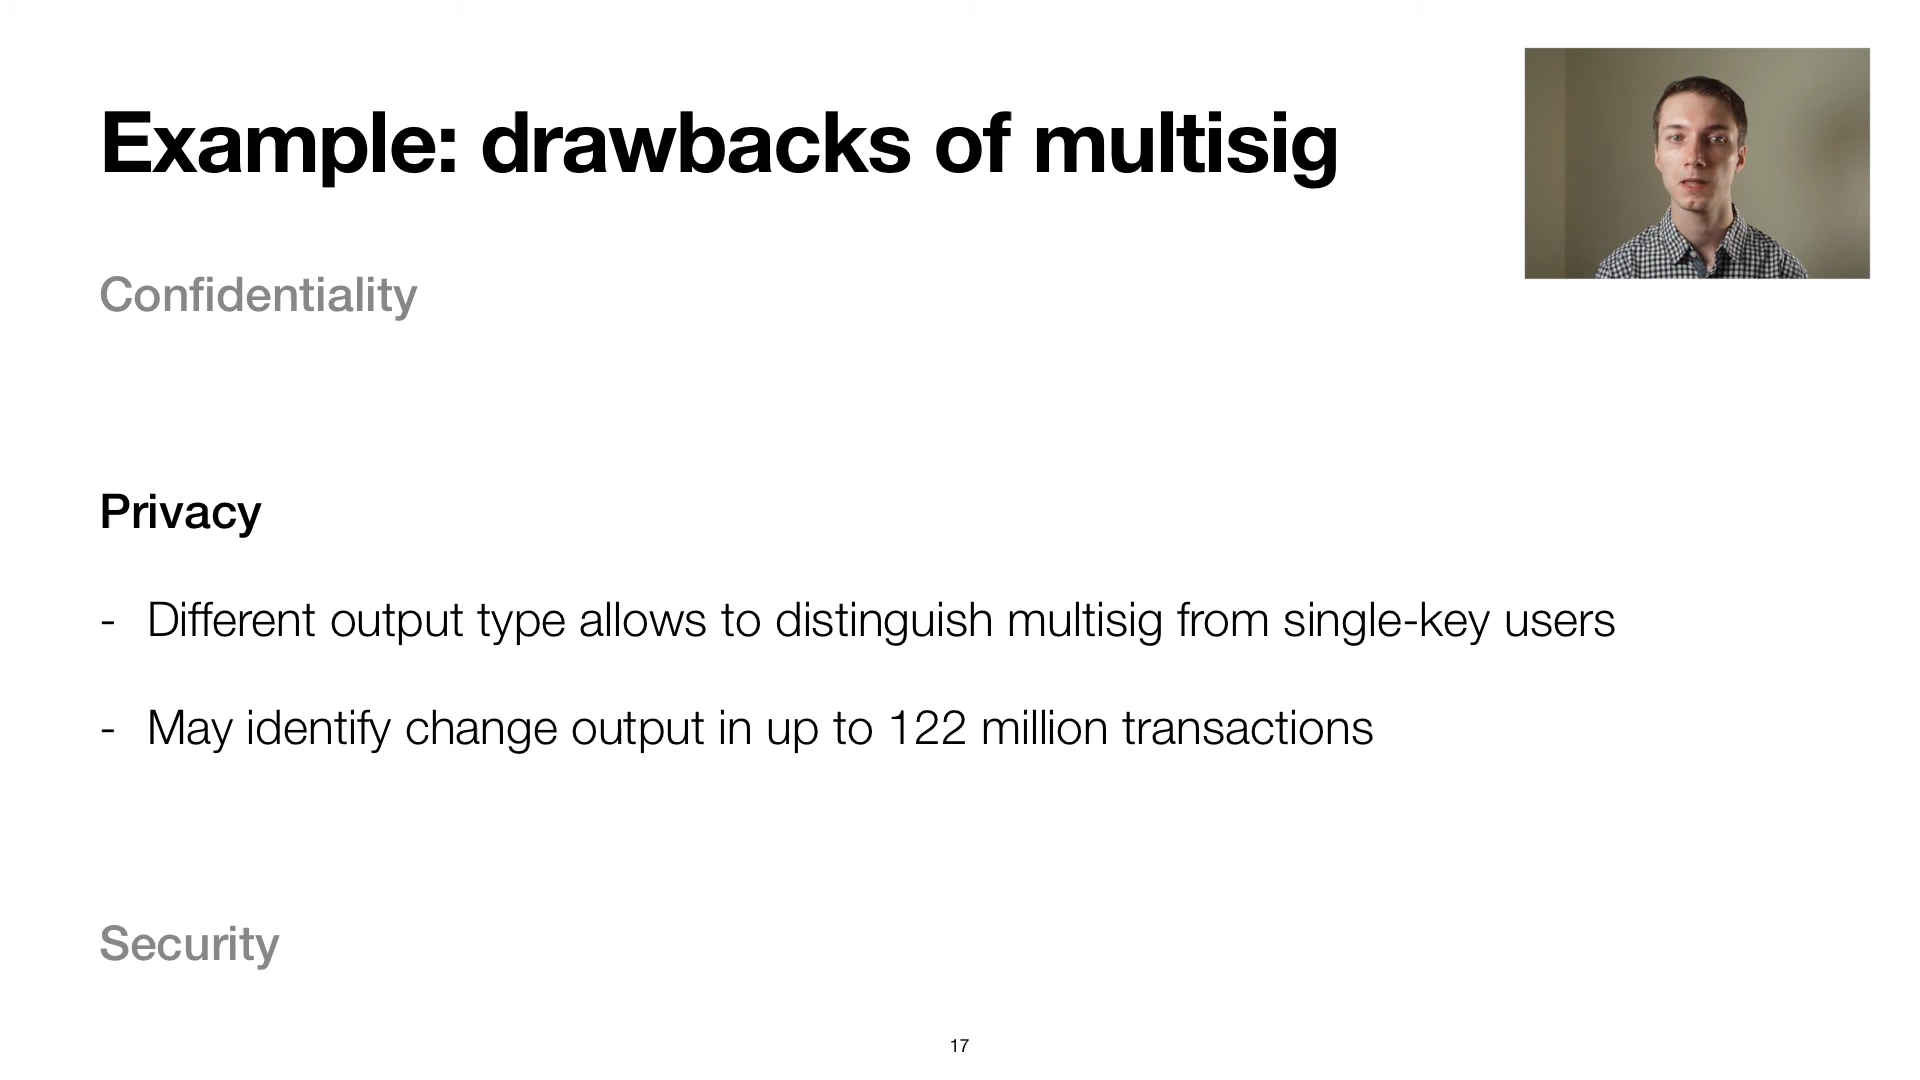 Example: drawbacks of multisig
Confidentiality
Privacy
- Different output type allows to distinguish multisig from single-key users
- May identify change output in up to 122 million transactions
Security
17